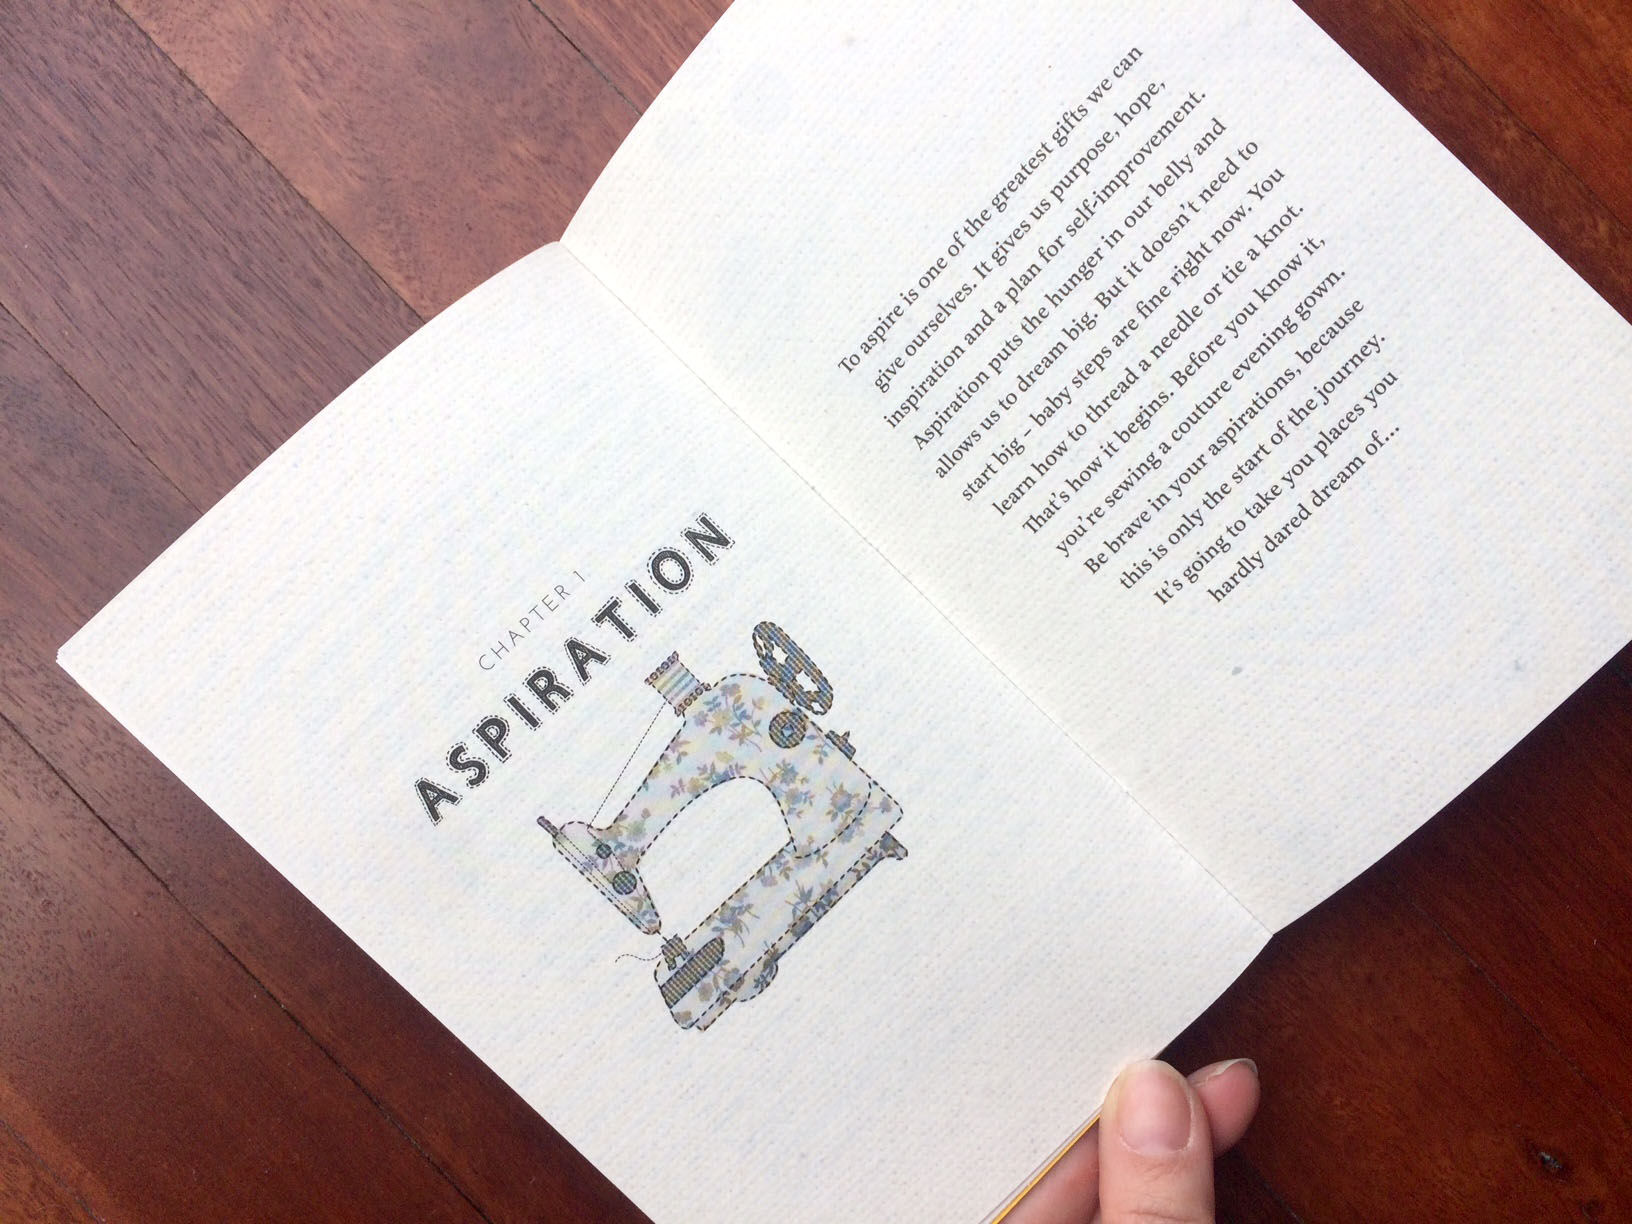 CHAPTER 1
ASPIRATION
To aspire is one of the greatest gifts we can
give ourselves. It gives us purpose, hope,
inspiration and a plan for self-improvement.
Aspiration puts the hunger in our belly and
allows us to dream big. But it doesn't need to
start big – baby steps are fine right now. You
learn how to thread a needle or tie a knot.
That's how it begins. Before you know it,
you're sewing a couture evening gown.
Be brave in your aspirations, because
this is only the start of the journey.
It's going to take you places you
hardly dared dream of...